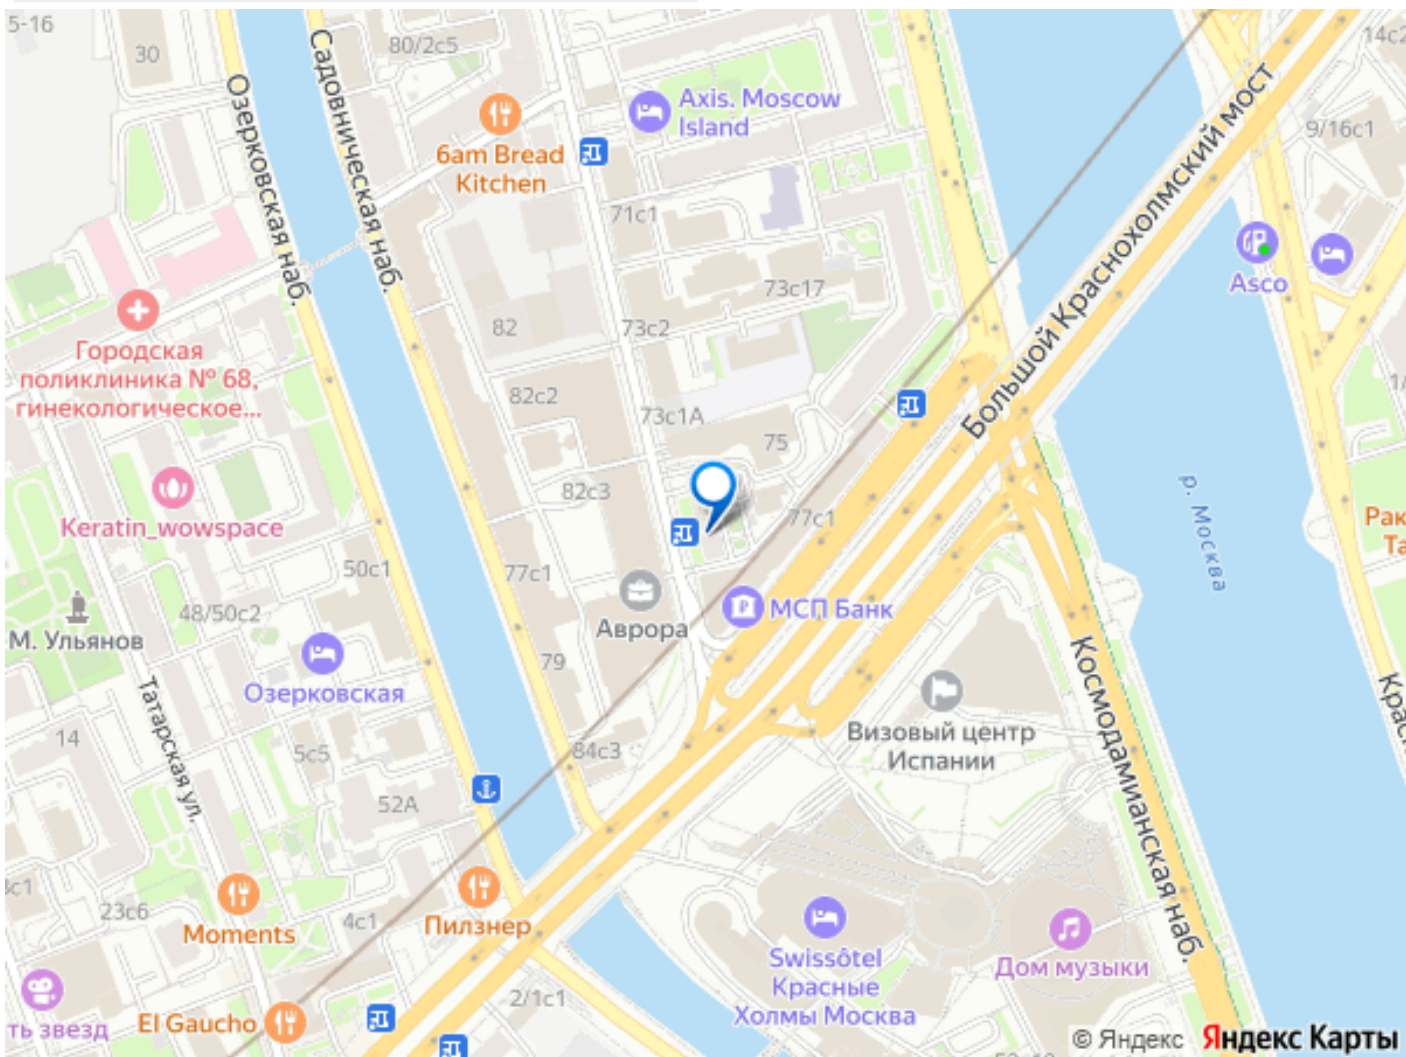 5-16
30
80/2с5
14с2
Озерковская наб.
Садовническая наб.
Axis. Moscow
Island
6am Bread
Kitchen
Большой Краснохолмский мост
9/16с1
71с1
Asco
73с17
82
73с2
Городская
поликлиника № 68,
гинекологическое...
82с2
73с1А
75
82с3
Keratin_wowspace
77с1
р. Москва
50с1
77с1
48/50с2
МСП Банк
Аврора
М. Ульянов
79
Озерковская
Татарская ул.
Космодамианская наб.
Визовый центр
Испании
14
5с5
84с3
52А
23с6
4с1
Moments
Пилзнер
Swissôtel
Красные
Холмы Москва
Дом музыки
2/1с1
El Gaucho
ть звезд
© Яндекс Яндекс Карты